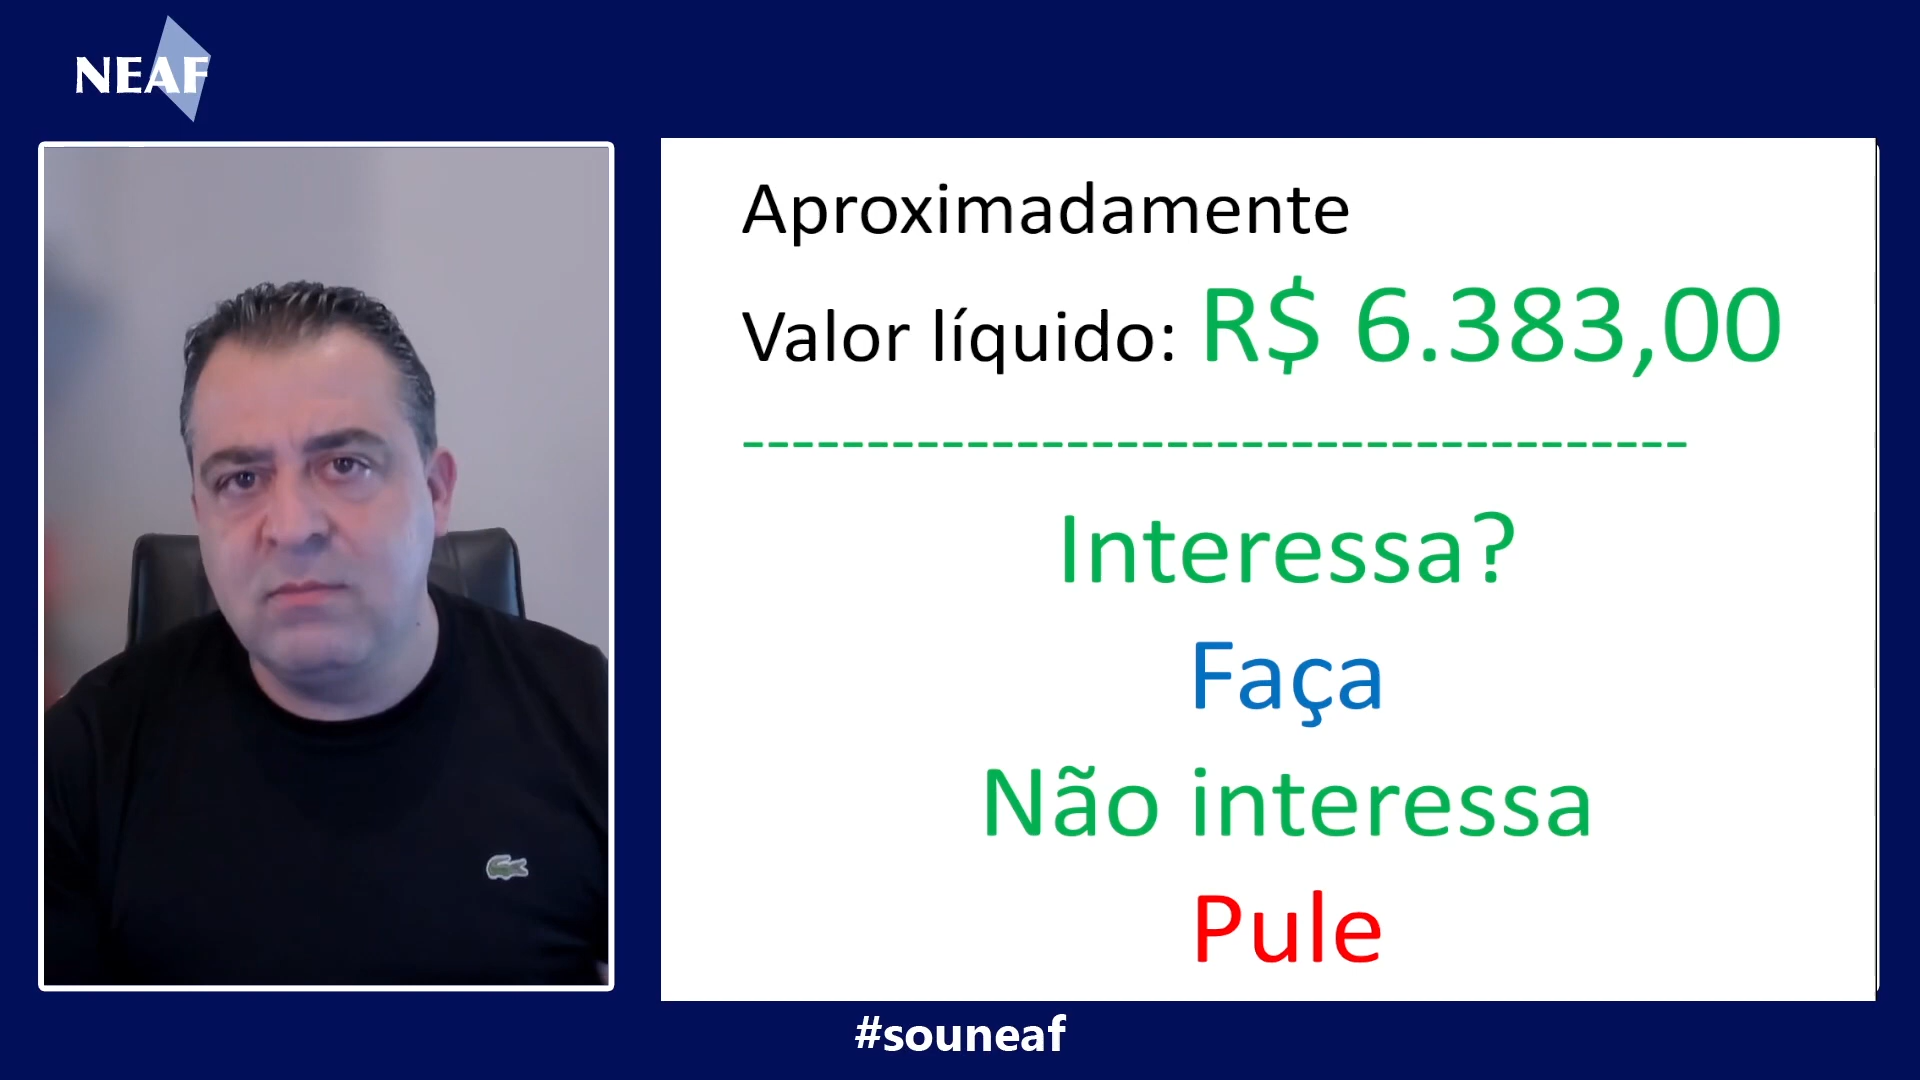 NEAF
Aproximadamente
Valor líquido: R$ 6.383,00
--------------------------------------
Interessa?
Faça
Não interessa
Pule
#souneaf